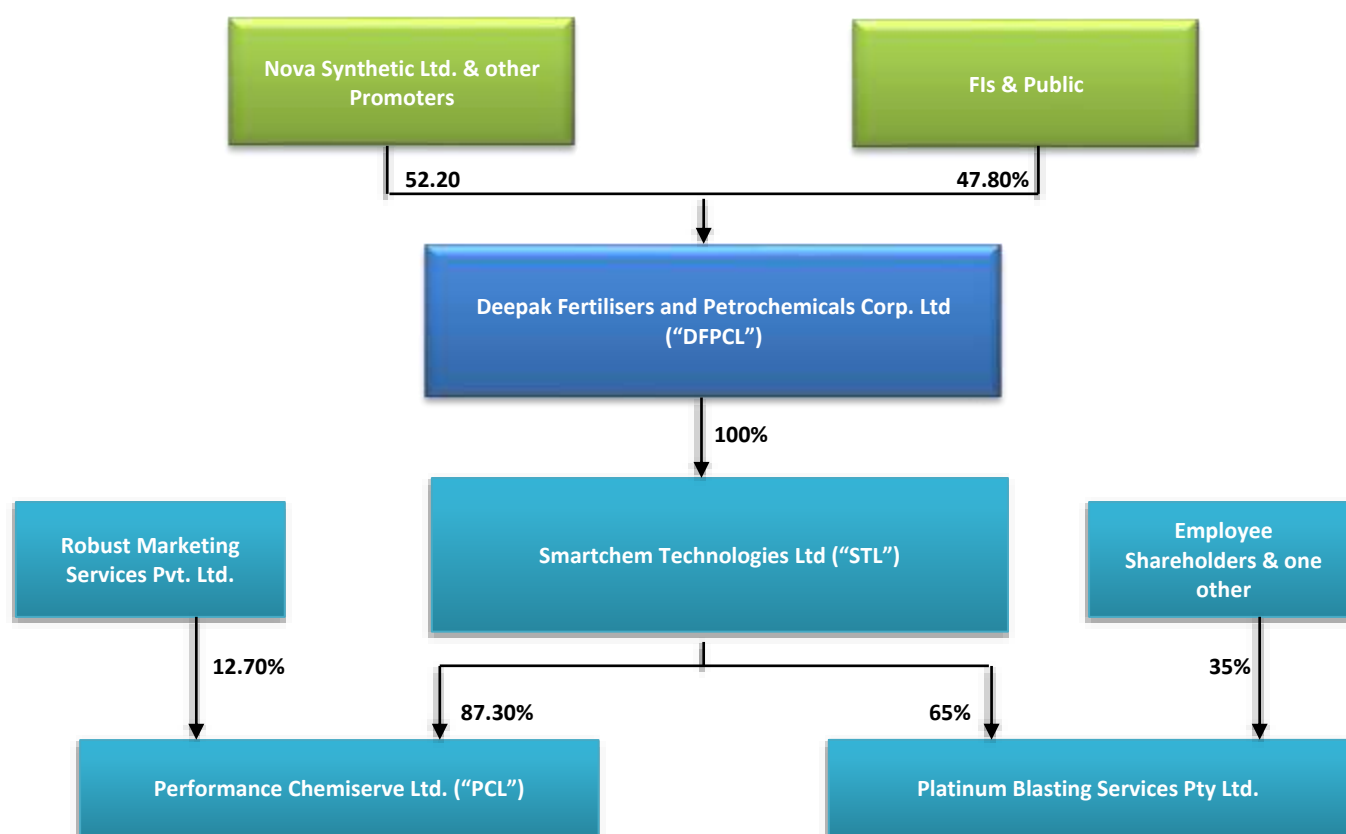 Nova Synthetic Ltd. & other
Promoters
FIs & Public
52.20
47.80%
Deepak Fertilisers and Petrochemicals Corp. Ltd
(“DFPCL”)
100%
Robust Marketing
Services Pvt. Ltd.
Smartchem Technologies Ltd (“STL”)
Employee
Shareholders & one
other
12.70%
87.30%
65%
35%
Performance Chemiserve Ltd. (“PCL”)
Platinum Blasting Services Pty Ltd.